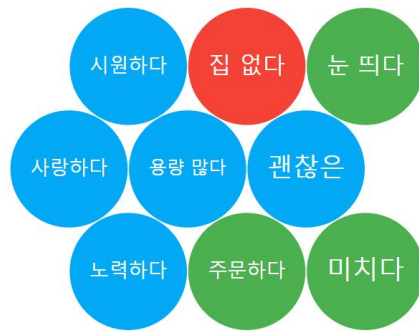 시원하다
집 없다
눈 띄다
사랑하다
용량 많다
괜찮은
노력하다
주문하다
미치다